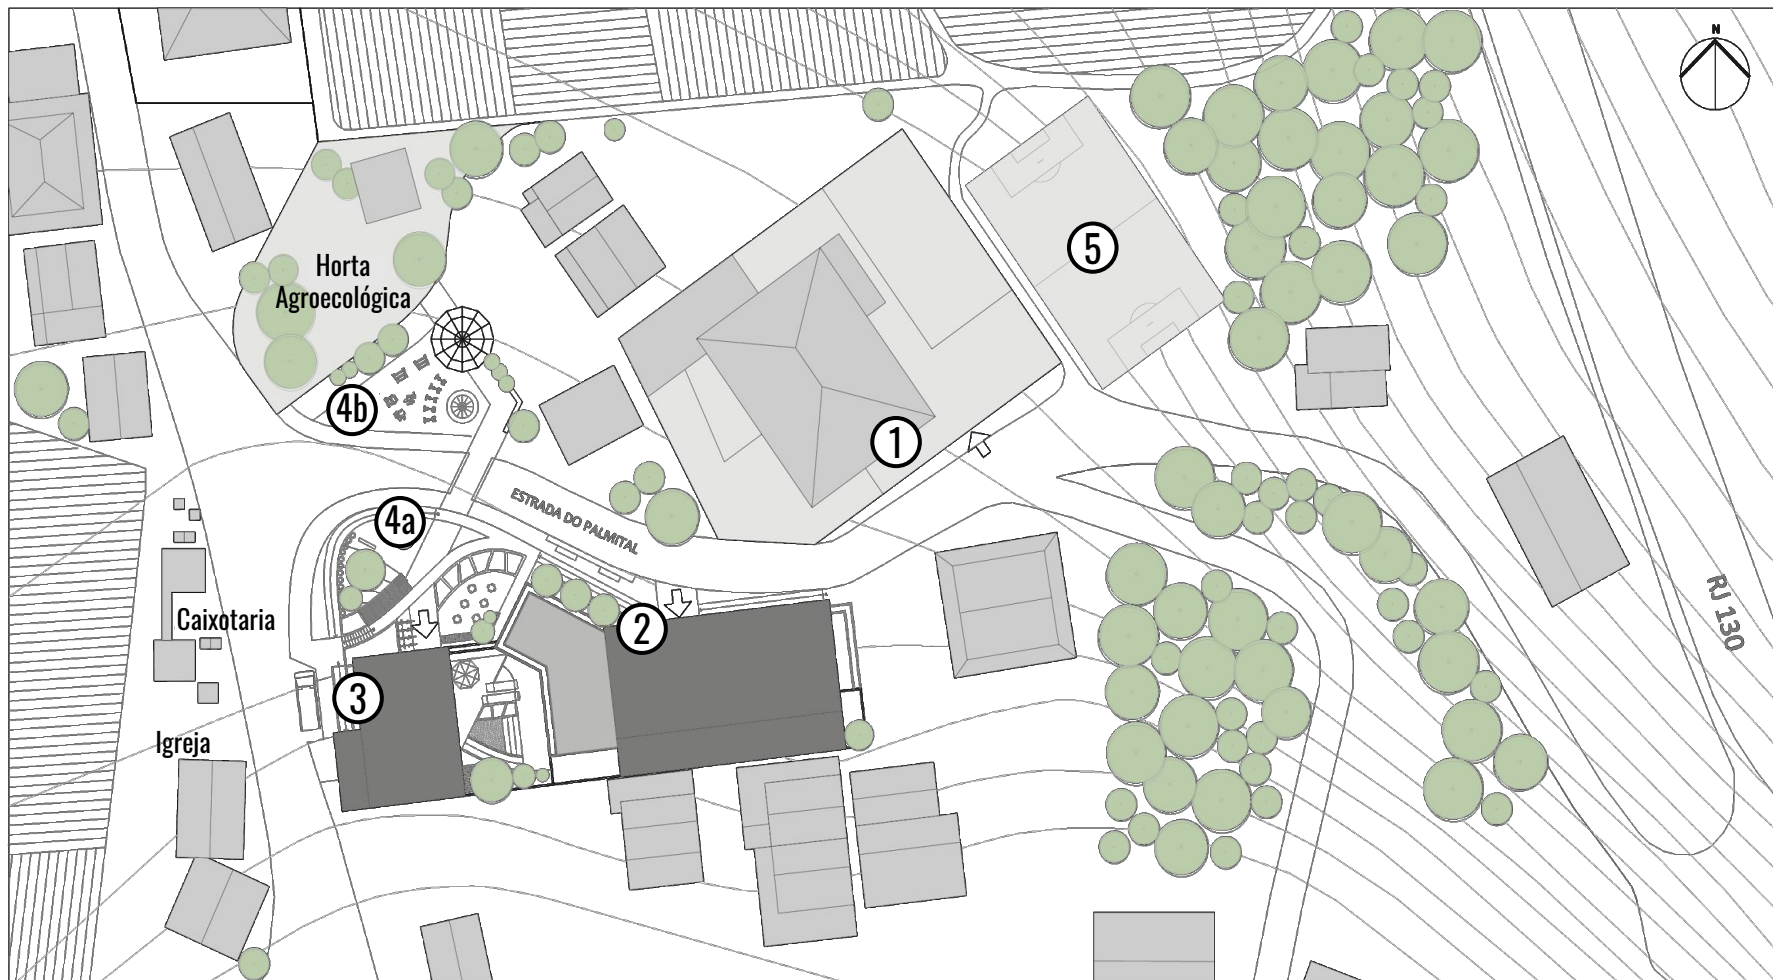 N
5
Horta
Agroecológica
4b
1
4a
ESTRADA DO PALMITAL
2
Caixotaria
RJ 130
3
Igreja